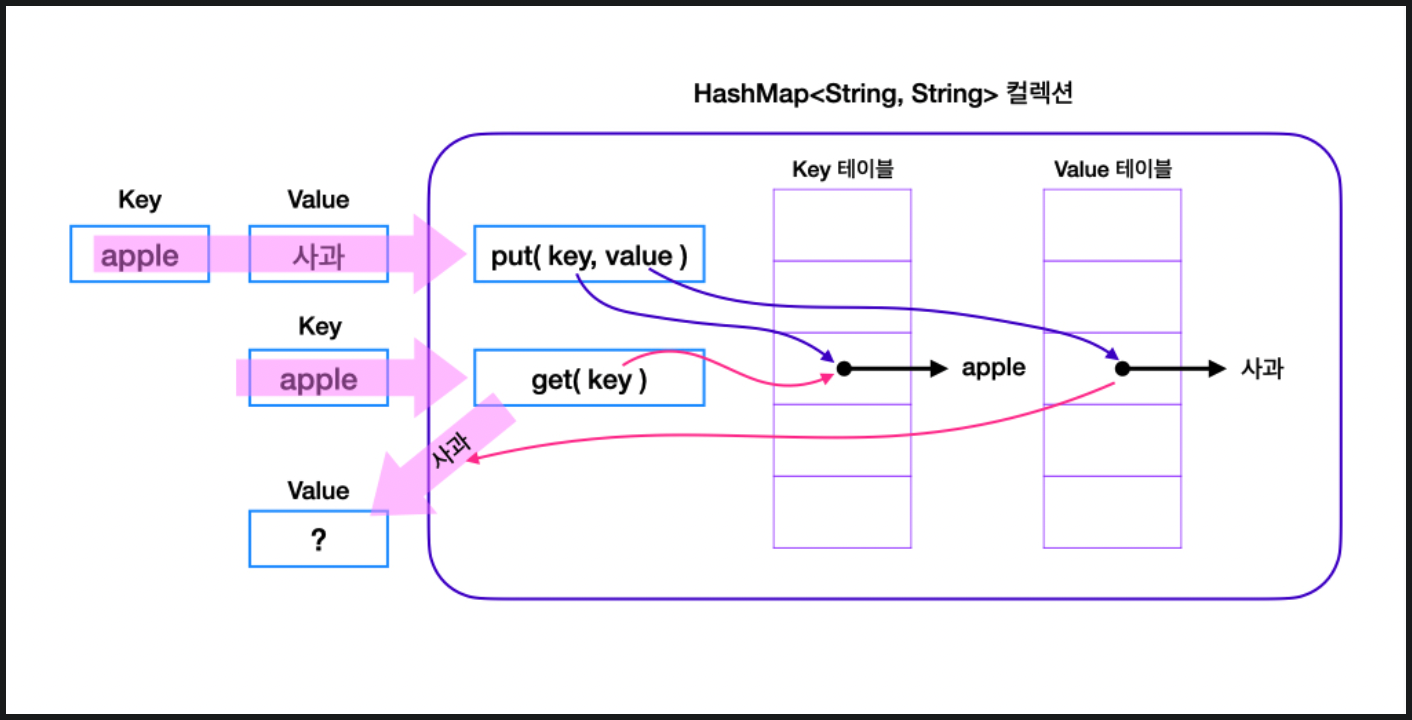 HashMap<String, String> 컬렉션
Key 테이블
Value 테이블
Key
Value
apple
사과
put( key, value )
Key
apple
get( key )
apple
사과
사과
Value
?